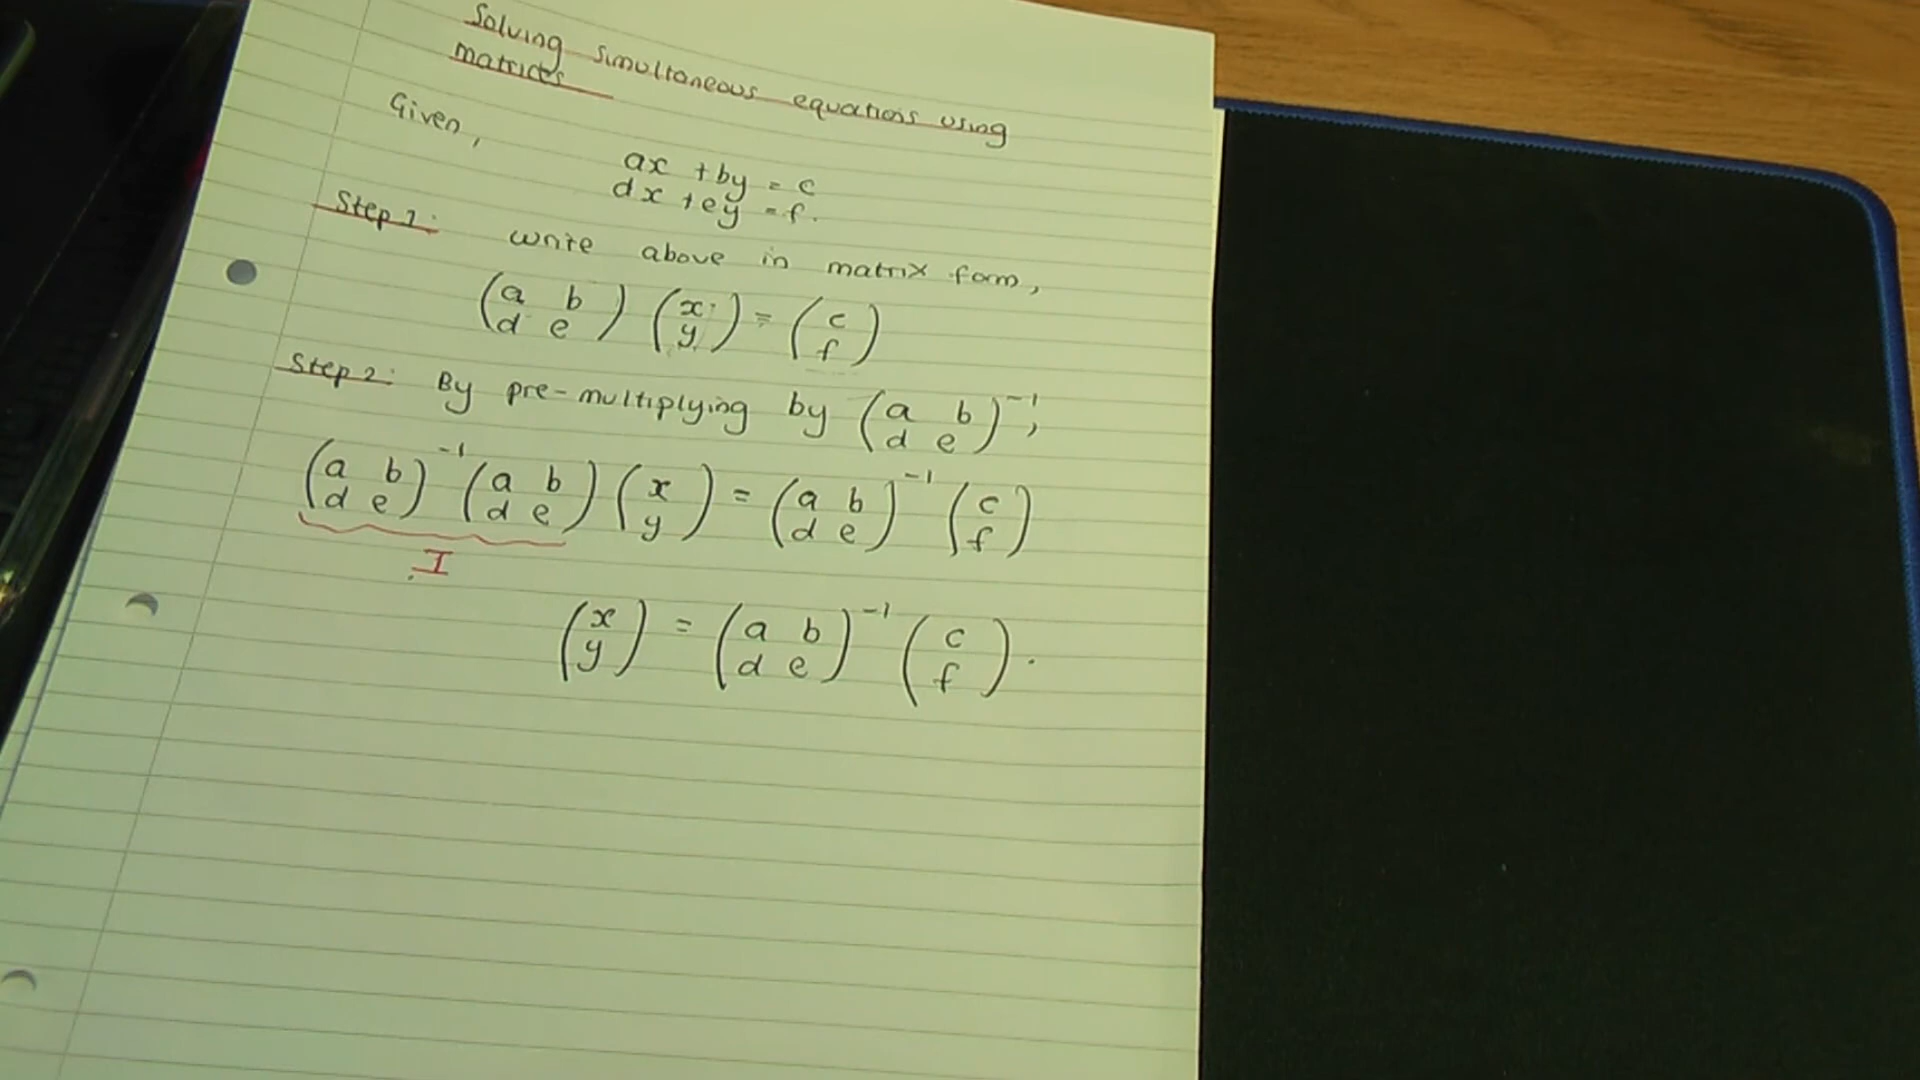 Solving simultaneous equations using
matrices
Given,
ax + by = c
dx + ey = f.
Step 1: write above in matrix form,
(a b
d e) (x
y) = (c
f)
Step 2: By pre-multiplying by (a b
d e)⁻¹,
(a b
d e)⁻¹ (a b
d e) (x
y) = (a b
d e)⁻¹ (c
f)
I
(x
y) = (a b
d e)⁻¹ (c
f).